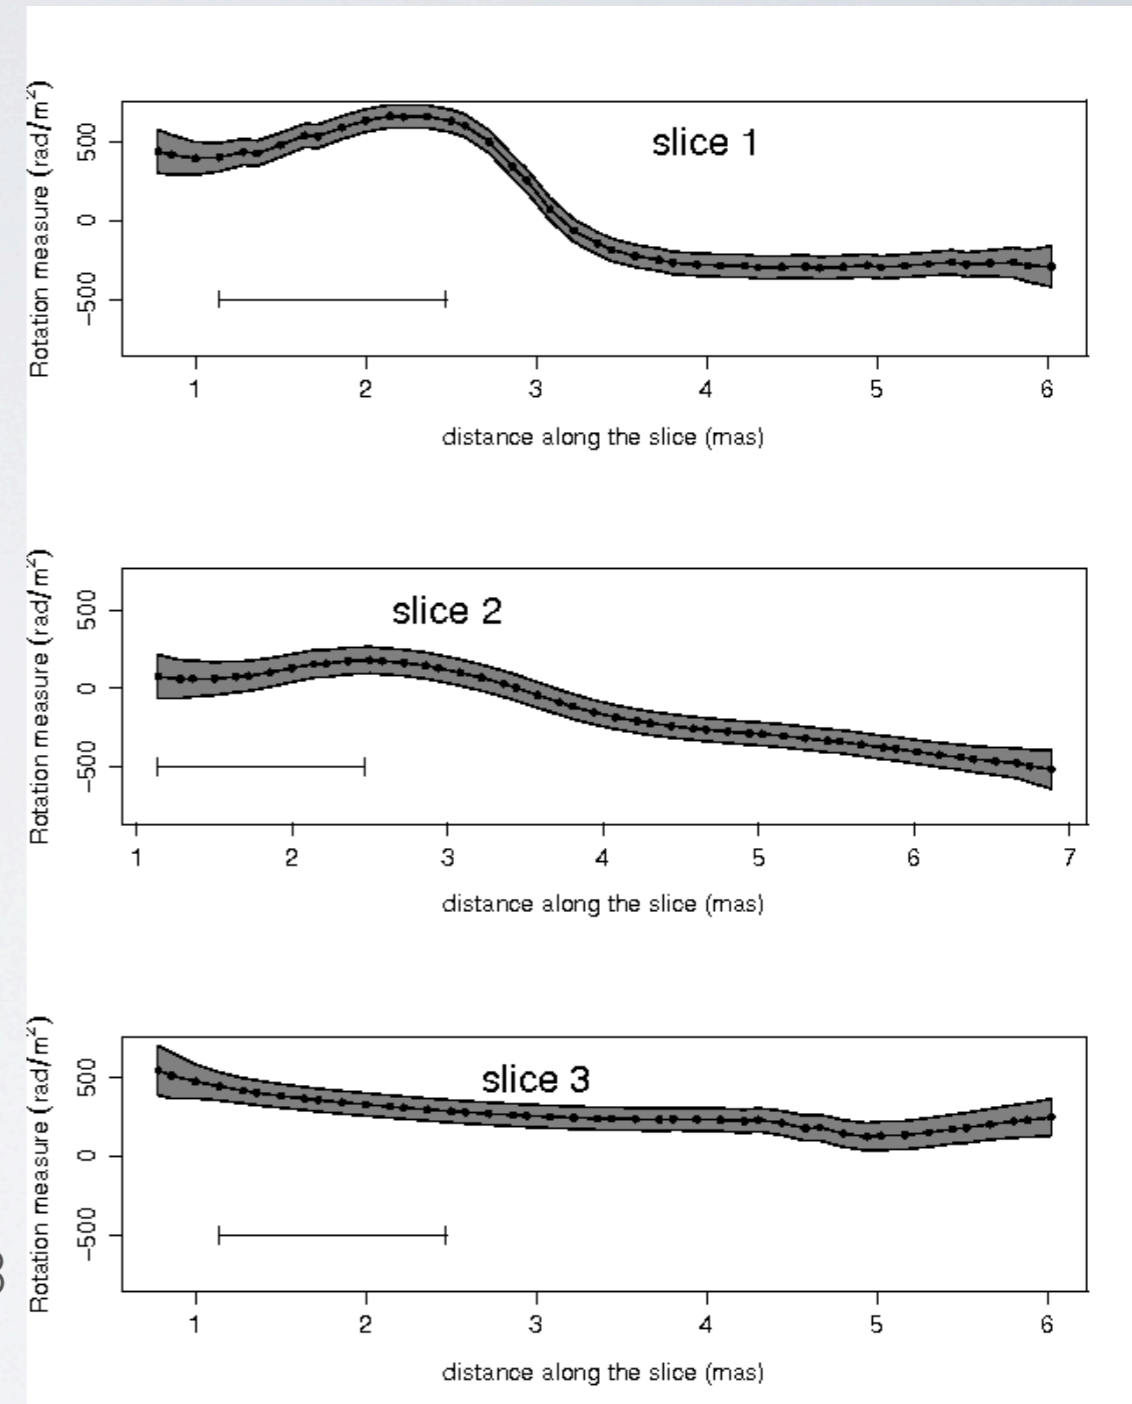 slice 1
Rotation measure (rad/m²)
500
0
−500
1 2 3 4 5 6
distance along the slice (mas)
slice 2
Rotation measure (rad/m²)
500
0
−500
1 2 3 4 5 6 7
distance along the slice (mas)
slice 3
Rotation measure (rad/m²)
500
0
−500
1 2 3 4 5 6
distance along the slice (mas)